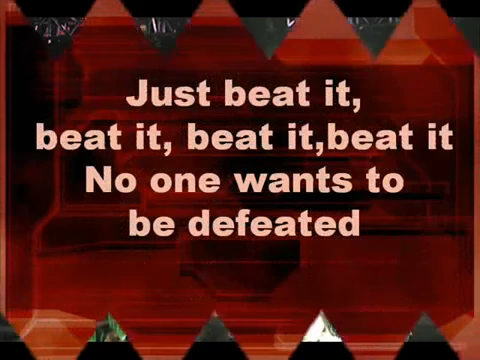 Just beat it,
beat it, beat it,beat it
No one wants to
be defeated